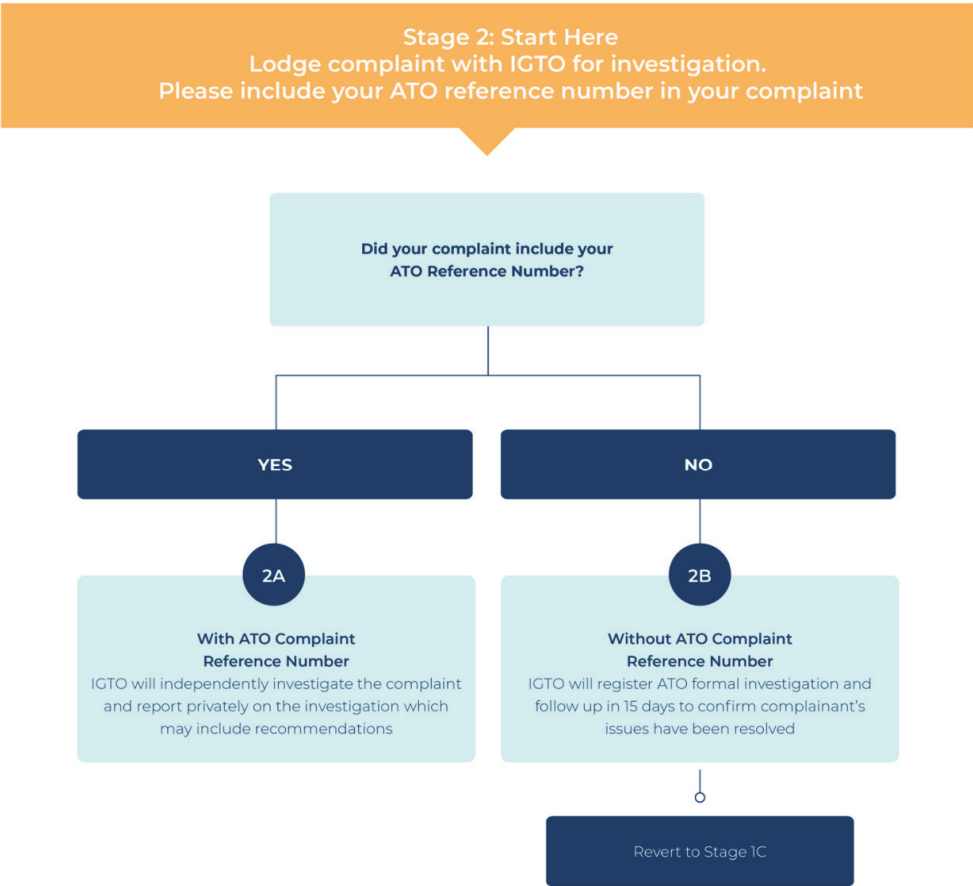 Stage 2: Start Here
Lodge complaint with IGTO for investigation.
Please include your ATO reference number in your complaint
Did your complaint include your
ATO Reference Number?
YES
NO
2A
With ATO Complaint
Reference Number
IGTO will independently investigate the complaint
and report privately on the investigation which
may include recommendations
2B
Without ATO Complaint
Reference Number
IGTO will register ATO formal investigation and
follow up in 15 days to confirm complainant's
issues have been resolved
Revert to Stage 1C